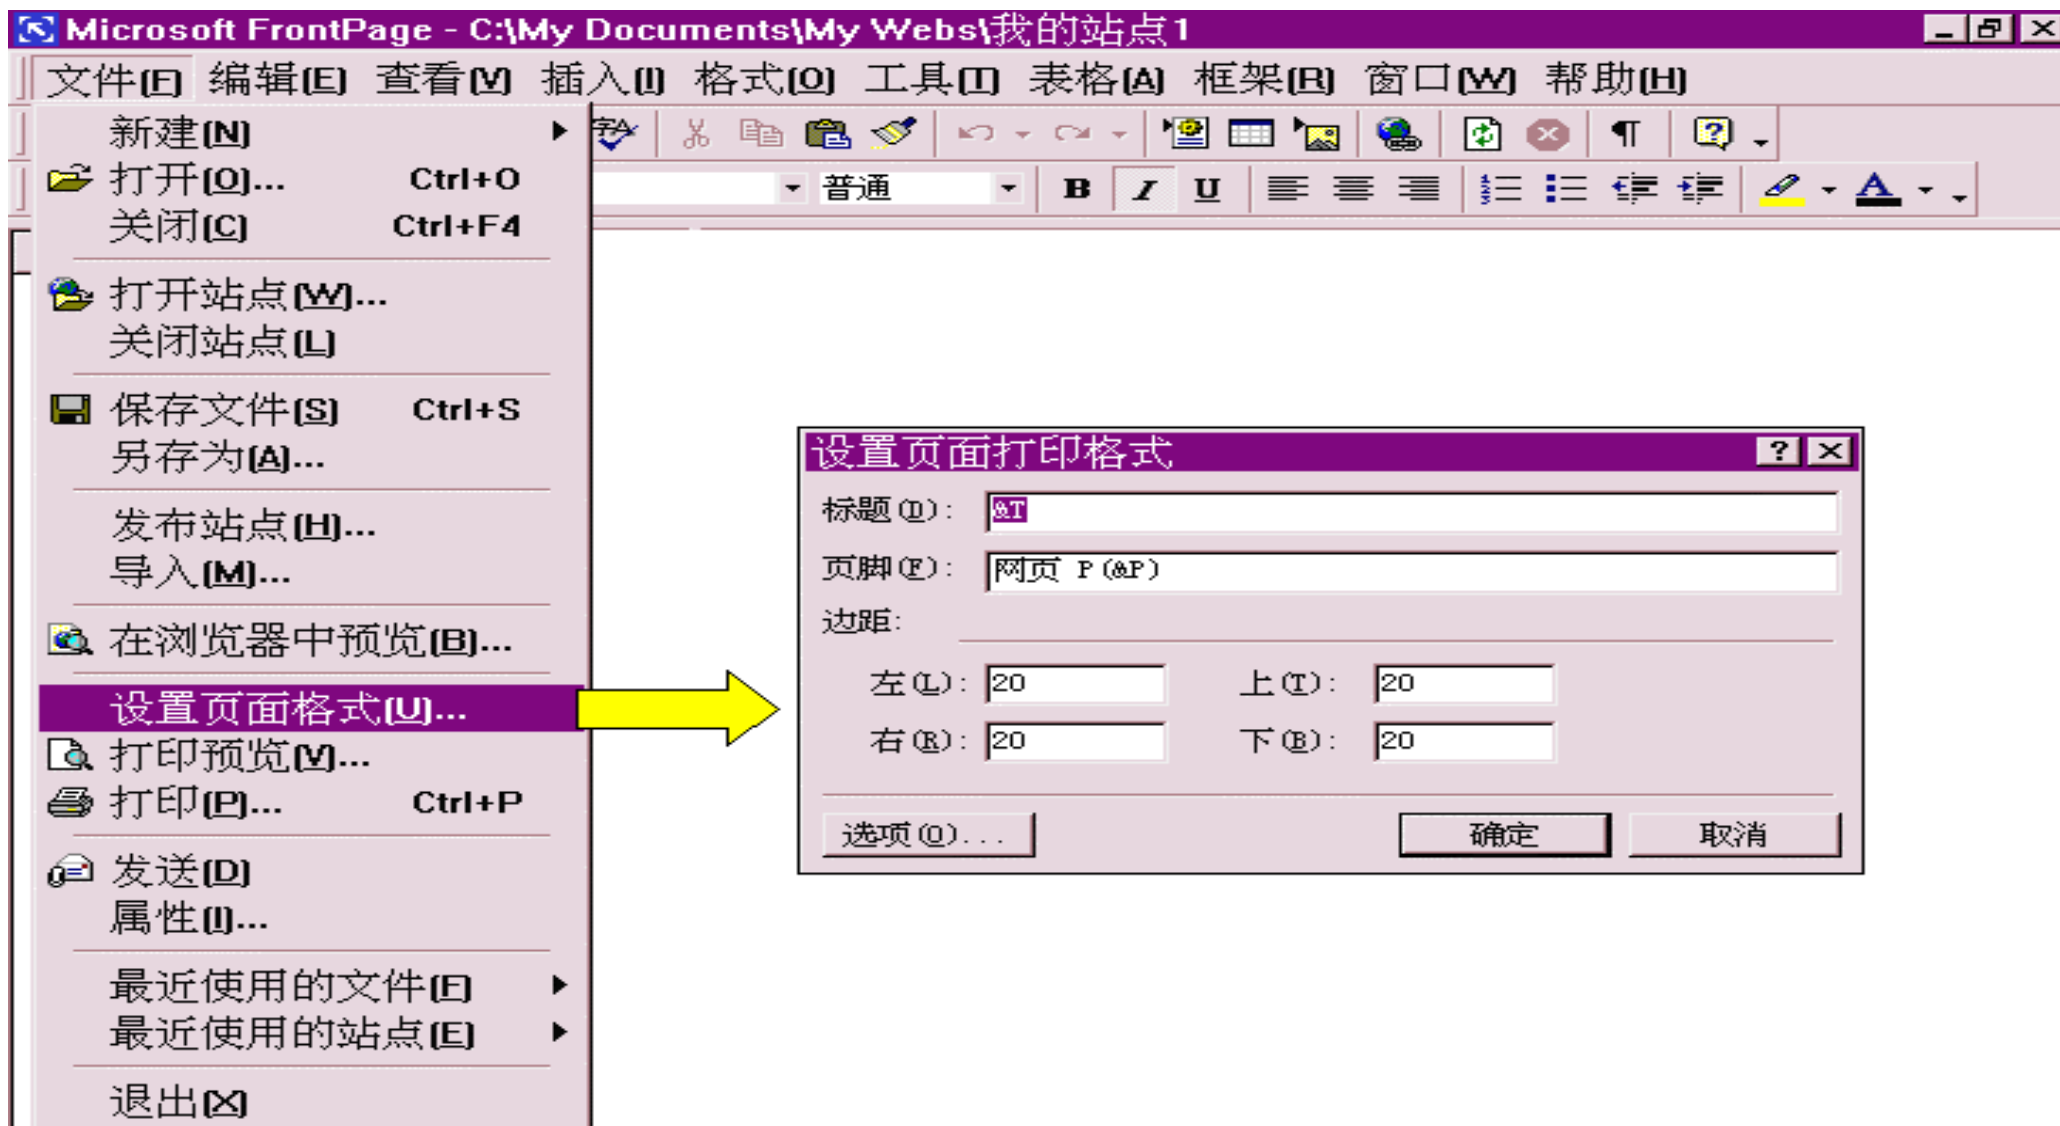 Microsoft FrontPage - C:\My Documents\My Webs\我的站点1
文件(F) 编辑(E) 查看(V) 插入(I) 格式(O) 工具(T) 表格(A) 框架(R) 窗口(W) 帮助(H)
普通 B I U A
新建(N)
打开(O)... Ctrl+O
关闭(C) Ctrl+F4
打开站点(W)...
关闭站点(L)
保存文件(S) Ctrl+S
另存为(A)...
发布站点(H)...
导入(M)...
在浏览器中预览(B)...
设置页面格式(U)...
打印预览(V)...
打印(P)... Ctrl+P
发送(D)
属性(I)...
最近使用的文件(F)
最近使用的站点(E)
退出(X)
设置页面打印格式
标题(D): &T
页脚(F): 网页 P(&P)
边距:
左(L): 20 上(T): 20
右(R): 20 下(B): 20
选项(O)... 确定 取消